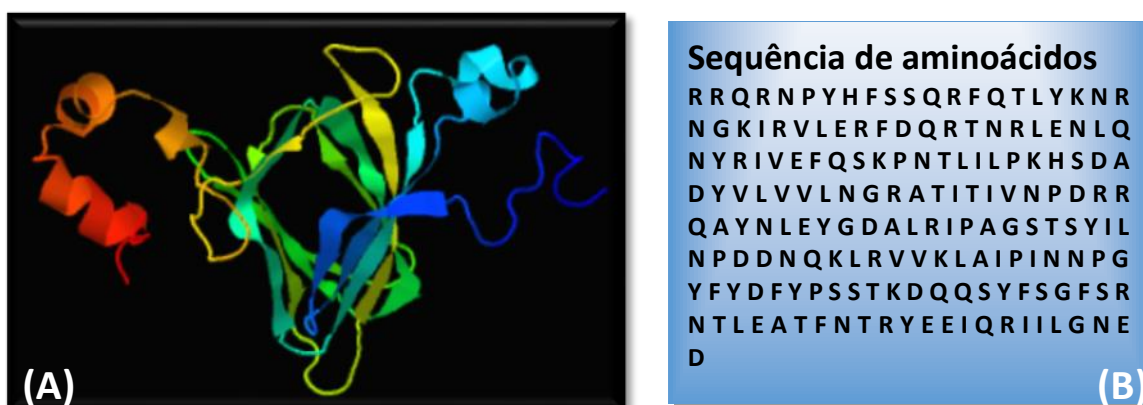 (A)
Sequência de aminoácidos
R R Q R N P Y H F S S Q R F Q T L Y K N R
N G K I R V L E R F D Q R T N R L E N L Q
N Y R I V E F Q S K P N T L I L P K H S D A
D Y V L V V L N G R A T I T I V N P D R R
Q A Y N L E Y G D A L R I P A G S T S Y I L
N P D D N Q K L R V V K L A I P I N N P G
Y F Y D F Y P S S T K D Q Q S Y F S G F S R
N T L E A T F N T R Y E E I Q R I I L G N E
D
(B)